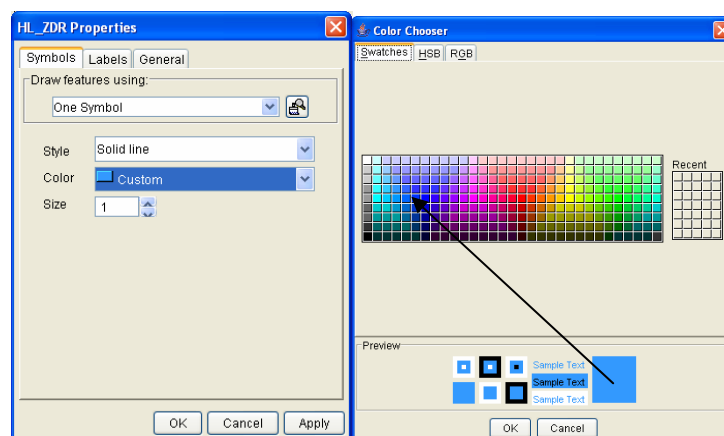 HL_ZDR Properties
Symbols Labels General
Draw features using:
One Symbol
Style Solid line
Color Custom
Size 1
OK Cancel Apply
Color Chooser
Swatches HSB RGB
Recent
Preview
Sample Text
Sample Text
Sample Text
OK Cancel